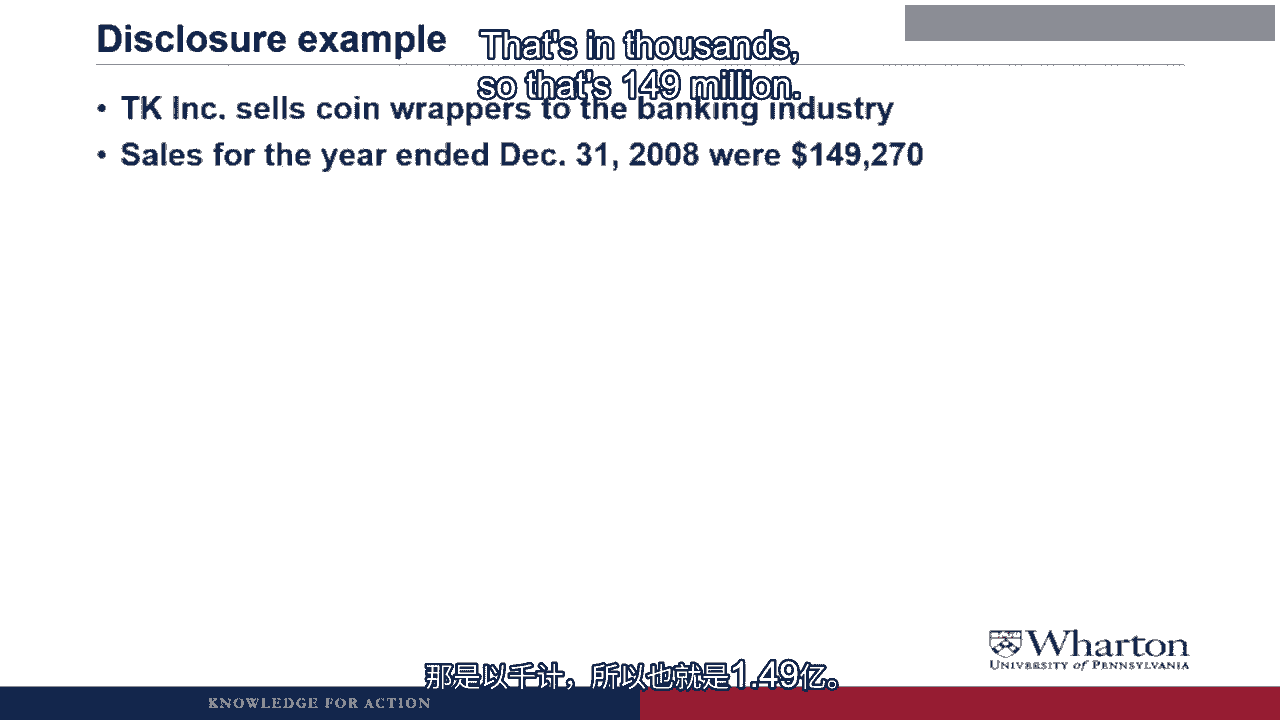 Disclosure example
That's in thousands,
so that's 149 million.
• TK Inc. sells coin wrappers to the banking industry
• Sales for the year ended Dec. 31, 2008 were $149,270
Wharton
UNIVERSITY of PENNSYLVANIA
那是以千计，所以也就是1.49亿。
KNOWLEDGE FOR ACTION